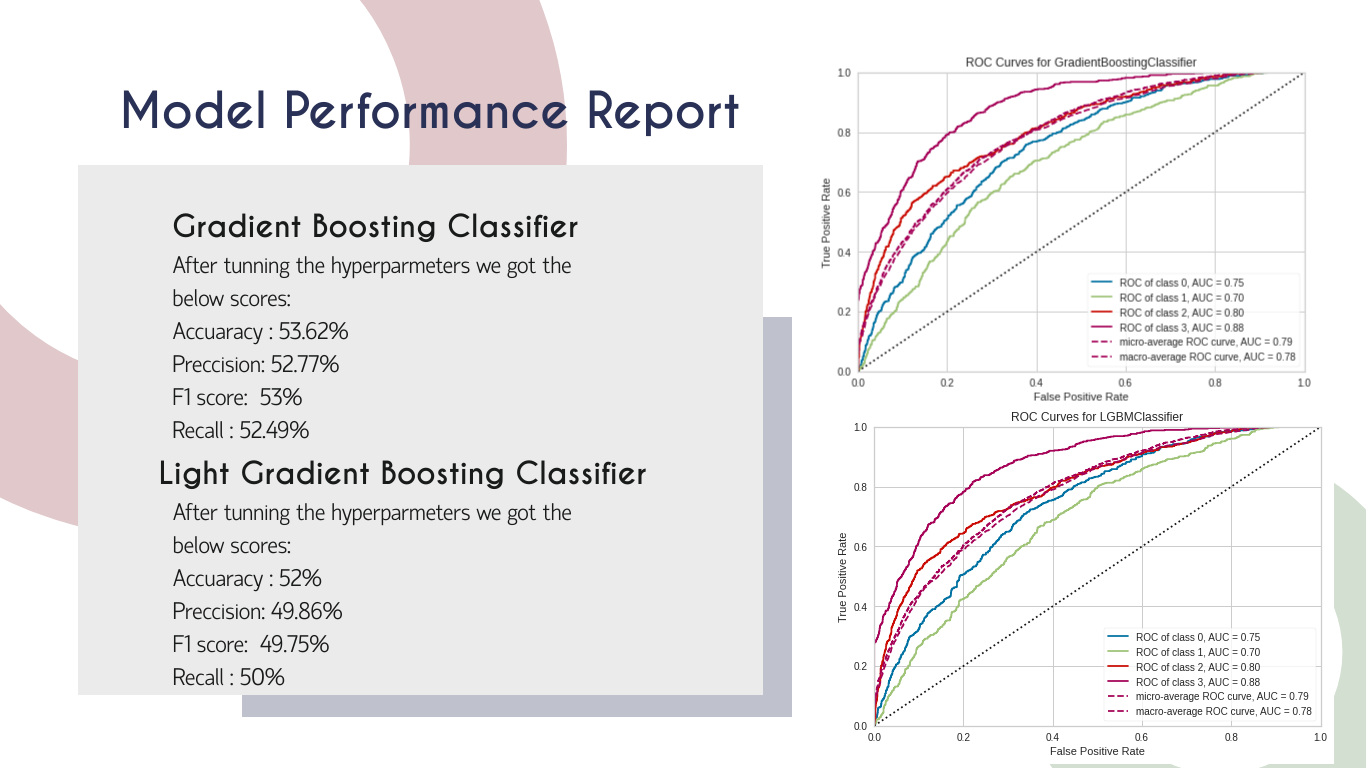 Model Performance Report
Gradient Boosting Classifier
After tunning the hyperparmeters we got the
below scores:
Accuaracy : 53.62%
Preccision: 52.77%
F1 score:  53%
Recall : 52.49%
Light Gradient Boosting Classifier
After tunning the hyperparmeters we got the
below scores:
Accuaracy : 52%
Preccision: 49.86%
F1 score:  49.75%
Recall : 50%
ROC Curves for GradientBoostingClassifier
True Positive Rate
1.0
0.8
0.6
0.4
0.2
0.0
ROC of class 0, AUC = 0.75
ROC of class 1, AUC = 0.70
ROC of class 2, AUC = 0.80
ROC of class 3, AUC = 0.88
micro-average ROC curve, AUC = 0.79
macro-average ROC curve, AUC = 0.78
0.0 0.2 0.4 0.6 0.8 1.0
False Positive Rate
ROC Curves for LGBMClassifier
True Positive Rate
1.0
0.8
0.6
0.4
0.2
0.0
ROC of class 0, AUC = 0.75
ROC of class 1, AUC = 0.70
ROC of class 2, AUC = 0.80
ROC of class 3, AUC = 0.88
micro-average ROC curve, AUC = 0.79
macro-average ROC curve, AUC = 0.78
0.0 0.2 0.4 0.6 0.8 1.0
False Positive Rate